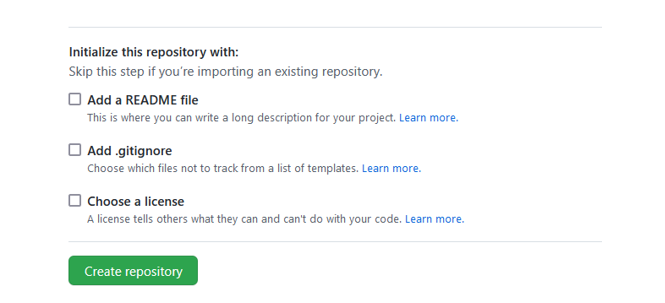 Initialize this repository with:
Skip this step if you're importing an existing repository.
Add a README file
This is where you can write a long description for your project. Learn more.
Add .gitignore
Choose which files not to track from a list of templates. Learn more.
Choose a license
A license tells others what they can and can't do with your code. Learn more.
Create repository